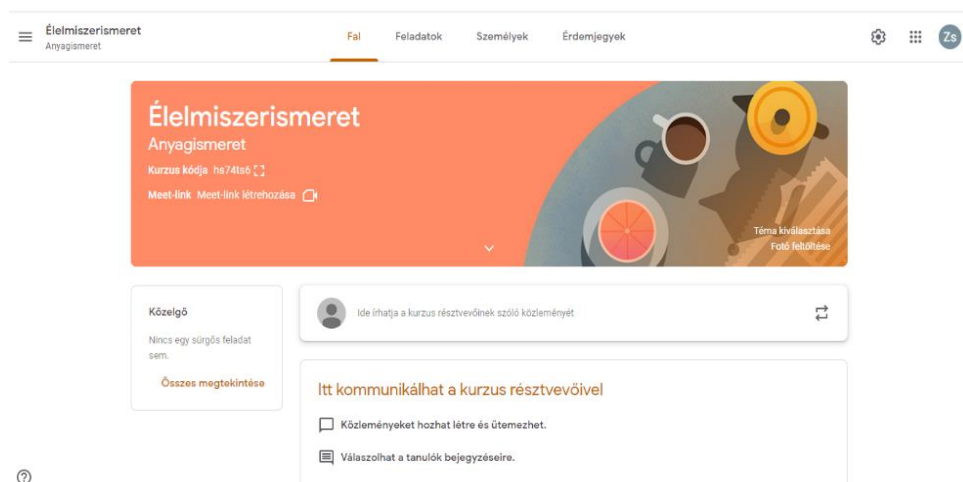 Élelmiszerismeret
Anyagismeret
Fal Feladatok Személyek Érdemjegyek
Zs
Élelmiszerismeret
Anyagismeret
Kurzus kódja hs74ts6
Meet-link Meet-link létrehozása
Téma kiválasztása
Fotó feltöltése
Közelgő
Nincs egy sürgős feladat
sem.
Összes megtekintése
Ide írhatja a kurzus résztvevőinek szóló közleményét
Itt kommunikálhat a kurzus résztvevőivel
Közleményeket hozhat létre és ütemezhet.
Válaszolhat a tanulók bejegyzéseire.